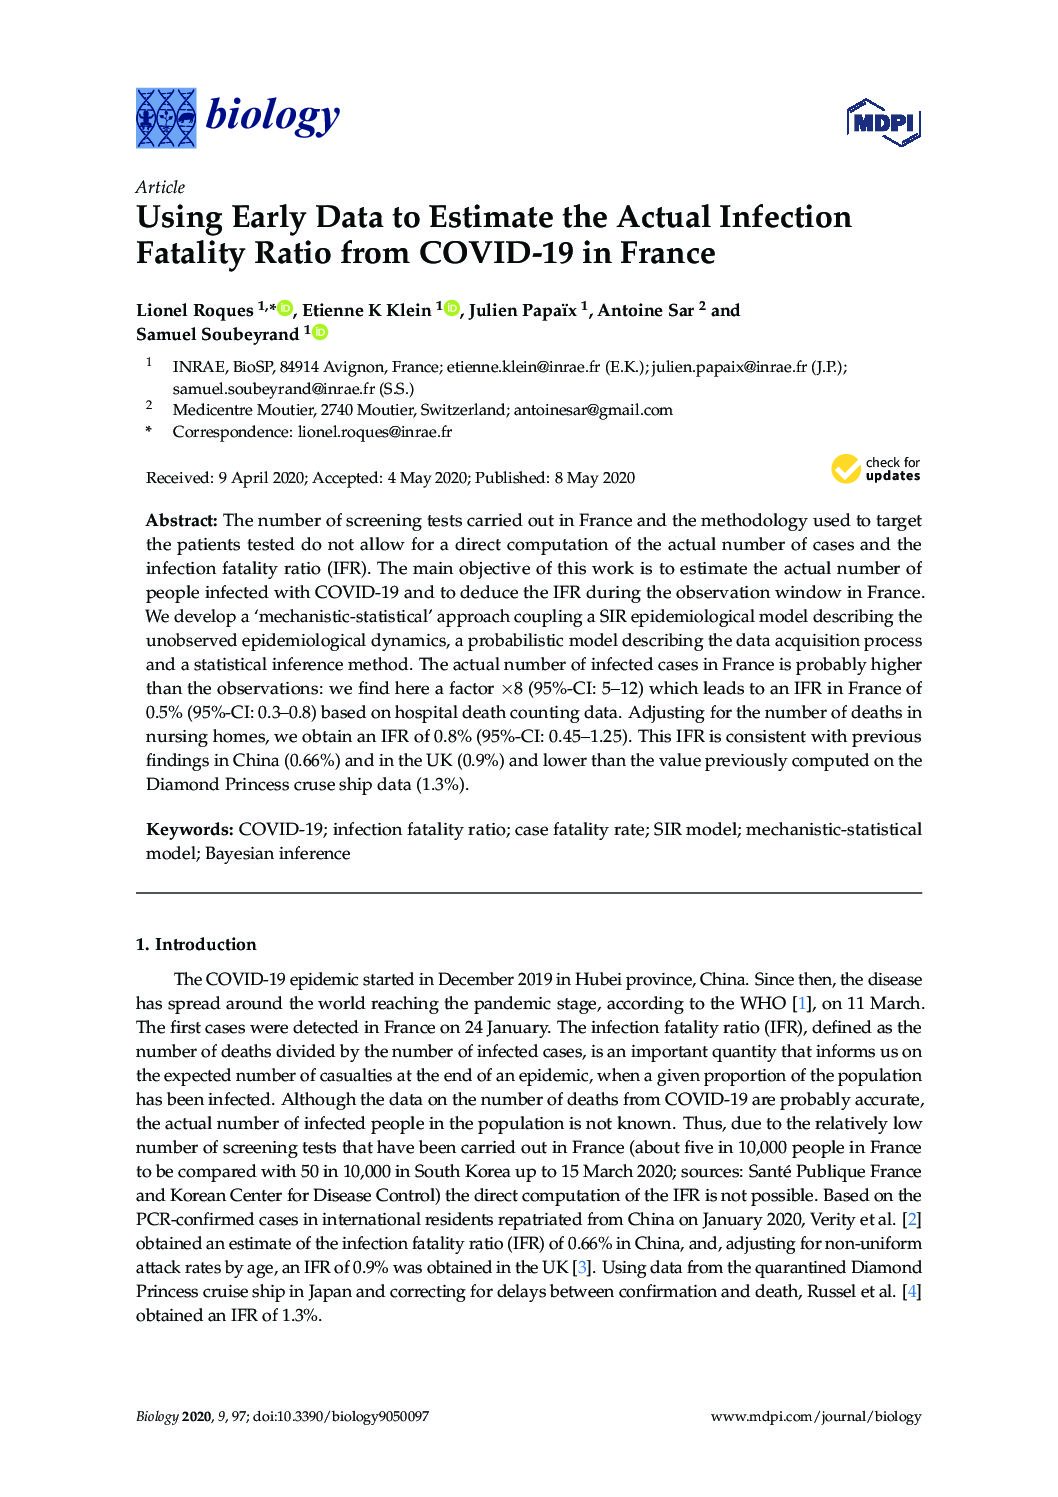 biology
MDPI
Article
Using Early Data to Estimate the Actual Infection
Fatality Ratio from COVID-19 in France
Lionel Roques 1,* iD, Etienne K Klein 1 iD, Julien Papaïx 1, Antoine Sar 2 and
Samuel Soubeyrand 1 iD
1 INRAE, BioSP, 84914 Avignon, France; etienne.klein@inrae.fr (E.K.); julien.papaix@inrae.fr (J.P.);
samuel.soubeyrand@inrae.fr (S.S.)
2 Medicentre Moutier, 2740 Moutier, Switzerland; antoinesar@gmail.com
* Correspondence: lionel.roques@inrae.fr
check for
updates
Received: 9 April 2020; Accepted: 4 May 2020; Published: 8 May 2020
Abstract: The number of screening tests carried out in France and the methodology used to target
the patients tested do not allow for a direct computation of the actual number of cases and the
infection fatality ratio (IFR). The main objective of this work is to estimate the actual number of
people infected with COVID-19 and to deduce the IFR during the observation window in France.
We develop a ‘mechanistic-statistical’ approach coupling a SIR epidemiological model describing the
unobserved epidemiological dynamics, a probabilistic model describing the data acquisition process
and a statistical inference method. The actual number of infected cases in France is probably higher
than the observations: we find here a factor ×8 (95%-CI: 5–12) which leads to an IFR in France of
0.5% (95%-CI: 0.3–0.8) based on hospital death counting data. Adjusting for the number of deaths in
nursing homes, we obtain an IFR of 0.8% (95%-CI: 0.45–1.25). This IFR is consistent with previous
findings in China (0.66%) and in the UK (0.9%) and lower than the value previously computed on the
Diamond Princess cruse ship data (1.3%).
Keywords: COVID-19; infection fatality ratio; case fatality rate; SIR model; mechanistic-statistical
model; Bayesian inference
1. Introduction
The COVID-19 epidemic started in December 2019 in Hubei province, China. Since then, the disease
has spread around the world reaching the pandemic stage, according to the WHO [1], on 11 March.
The first cases were detected in France on 24 January. The infection fatality ratio (IFR), defined as the
number of deaths divided by the number of infected cases, is an important quantity that informs us on
the expected number of casualties at the end of an epidemic, when a given proportion of the population
has been infected. Although the data on the number of deaths from COVID-19 are probably accurate,
the actual number of infected people in the population is not known. Thus, due to the relatively low
number of screening tests that have been carried out in France (about five in 10,000 people in France
to be compared with 50 in 10,000 in South Korea up to 15 March 2020; sources: Santé Publique France
and Korean Center for Disease Control) the direct computation of the IFR is not possible. Based on the
PCR-confirmed cases in international residents repatriated from China on January 2020, Verity et al. [2]
obtained an estimate of the infection fatality ratio (IFR) of 0.66% in China, and, adjusting for non-uniform
attack rates by age, an IFR of 0.9% was obtained in the UK [3]. Using data from the quarantined Diamond
Princess cruise ship in Japan and correcting for delays between confirmation and death, Russel et al. [4]
obtained an IFR of 1.3%.
Biology 2020, 9, 97; doi:10.3390/biology9050097
www.mdpi.com/journal/biology